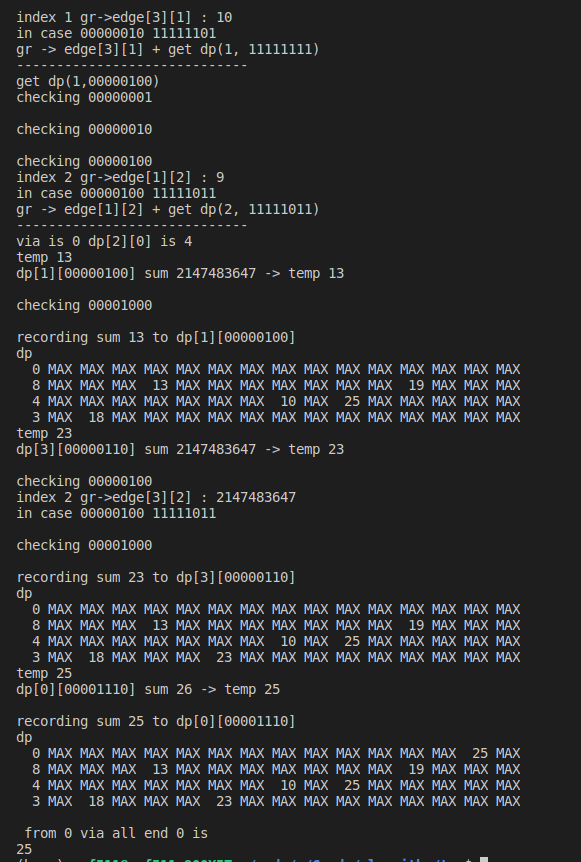 index 1 gr->edge[3][1] : 10
in case 00000010 11111101
gr -> edge[3][1] + get dp(1, 11111111)
-----------------------------
get dp(1,00000100)
checking 00000001
checking 00000010
checking 00000100
index 2 gr->edge[1][2] : 9
in case 00000100 11111011
gr -> edge[1][2] + get dp(2, 11111011)
-----------------------------
via is 0 dp[2][0] is 4
temp 13
dp[1][00000100] sum 2147483647 -> temp 13
checking 00001000
recording sum 13 to dp[1][00000100]
dp
0 MAX MAX MAX MAX MAX MAX MAX MAX MAX MAX MAX MAX MAX MAX MAX
8 MAX MAX MAX 13 MAX MAX MAX MAX MAX MAX MAX 19 MAX MAX MAX
4 MAX MAX MAX MAX MAX MAX MAX 10 MAX 25 MAX MAX MAX MAX MAX
3 MAX 18 MAX MAX MAX MAX MAX MAX MAX MAX MAX MAX MAX MAX MAX
temp 23
dp[3][00000110] sum 2147483647 -> temp 23
checking 00000100
index 2 gr->edge[3][2] : 2147483647
in case 00000100 11111011
checking 00001000
recording sum 23 to dp[3][00000110]
dp
0 MAX MAX MAX MAX MAX MAX MAX MAX MAX MAX MAX MAX MAX MAX MAX
8 MAX MAX MAX 13 MAX MAX MAX MAX MAX MAX MAX 19 MAX MAX MAX
4 MAX MAX MAX MAX MAX MAX MAX 10 MAX 25 MAX MAX MAX MAX MAX
3 MAX 18 MAX MAX MAX 23 MAX MAX MAX MAX MAX MAX MAX MAX MAX
temp 25
dp[0][00001110] sum 26 -> temp 25
recording sum 25 to dp[0][00001110]
dp
0 MAX MAX MAX MAX MAX MAX MAX MAX MAX MAX MAX MAX MAX 25 MAX
8 MAX MAX MAX 13 MAX MAX MAX MAX MAX MAX MAX 19 MAX MAX MAX
4 MAX MAX MAX MAX MAX MAX MAX 10 MAX 25 MAX MAX MAX MAX MAX
3 MAX 18 MAX MAX MAX 23 MAX MAX MAX MAX MAX MAX MAX MAX MAX
from 0 via all end 0 is
25